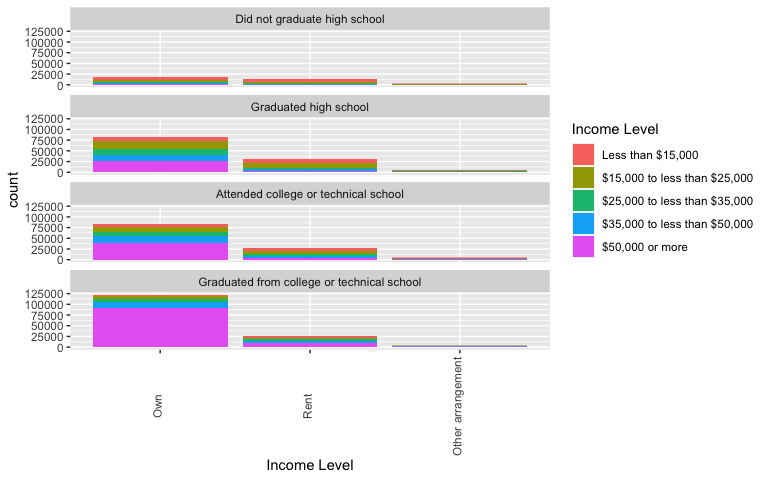 Did not graduate high school
125000
100000
75000
50000
25000
0
Graduated high school
125000
100000
75000
50000
25000
0
Attended college or technical school
125000
100000
75000
50000
25000
0
Graduated from college or technical school
125000
100000
75000
50000
25000
0
count
Own
Rent
Other arrangement
Income Level
Income Level
Less than $15,000
$15,000 to less than $25,000
$25,000 to less than $35,000
$35,000 to less than $50,000
$50,000 or more